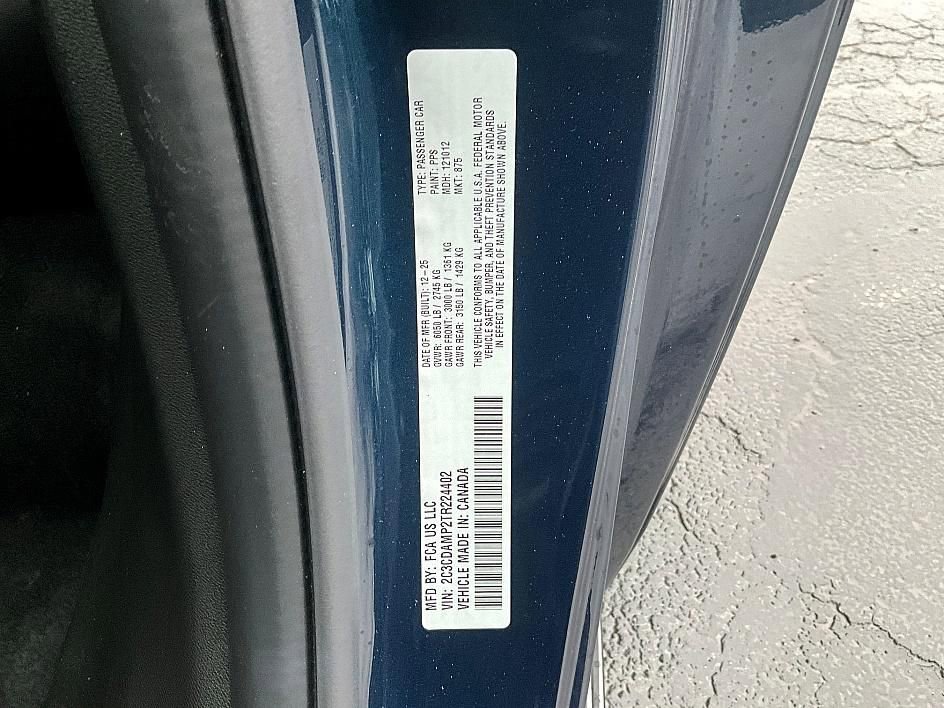 MFD BY: FCA US LLC
VIN: 2C3CDAMP2TR224402
VEHICLE MADE IN: CANADA
DATE OF MFR (BUILT): 12-25
GVWR: 6050 LB / 2745 KG
GAWR FRONT: 3000 LB / 1361 KG
GAWR REAR: 3150 LB / 1429 KG
TYPE: PASSENGER CAR
PAINT: PPS
MDH: 121012
MKT: 875
THIS VEHICLE CONFORMS TO ALL APPLICABLE U.S.A. FEDERAL MOTOR
VEHICLE SAFETY, BUMPER, AND THEFT PREVENTION STANDARDS
IN EFFECT ON THE DATE OF MANUFACTURE SHOWN ABOVE.